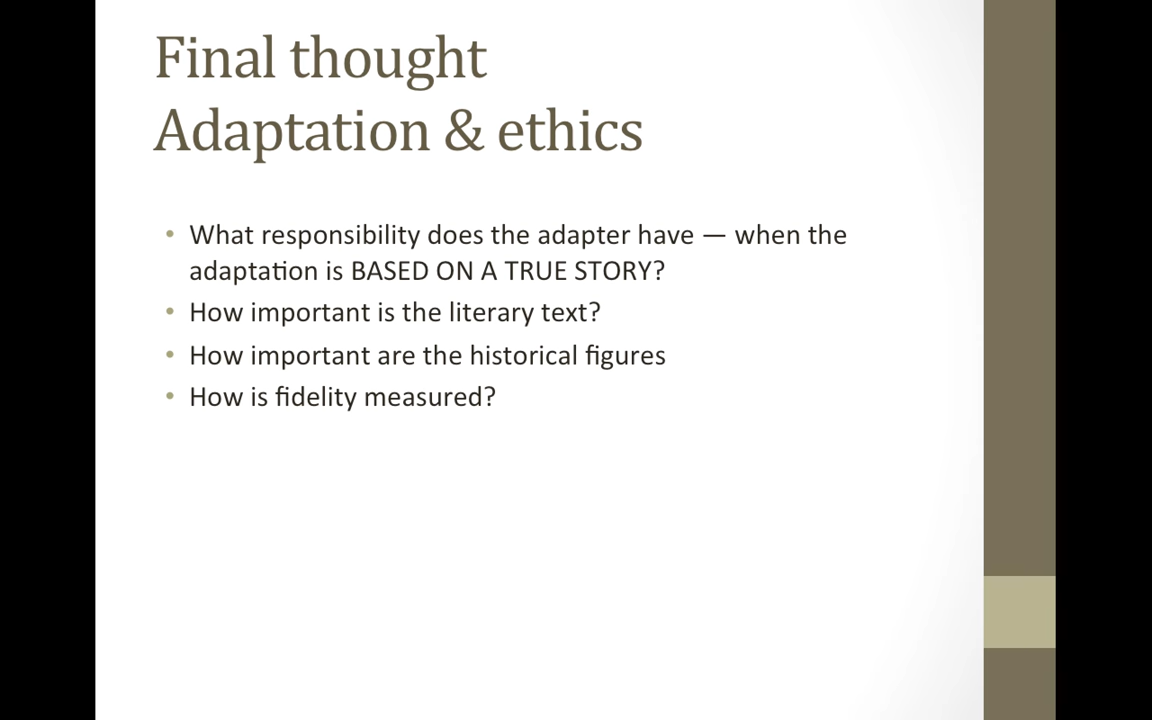 Final thought
Adaptation & ethics
• What responsibility does the adapter have — when the
adaptation is BASED ON A TRUE STORY?
• How important is the literary text?
• How important are the historical figures
• How is fidelity measured?